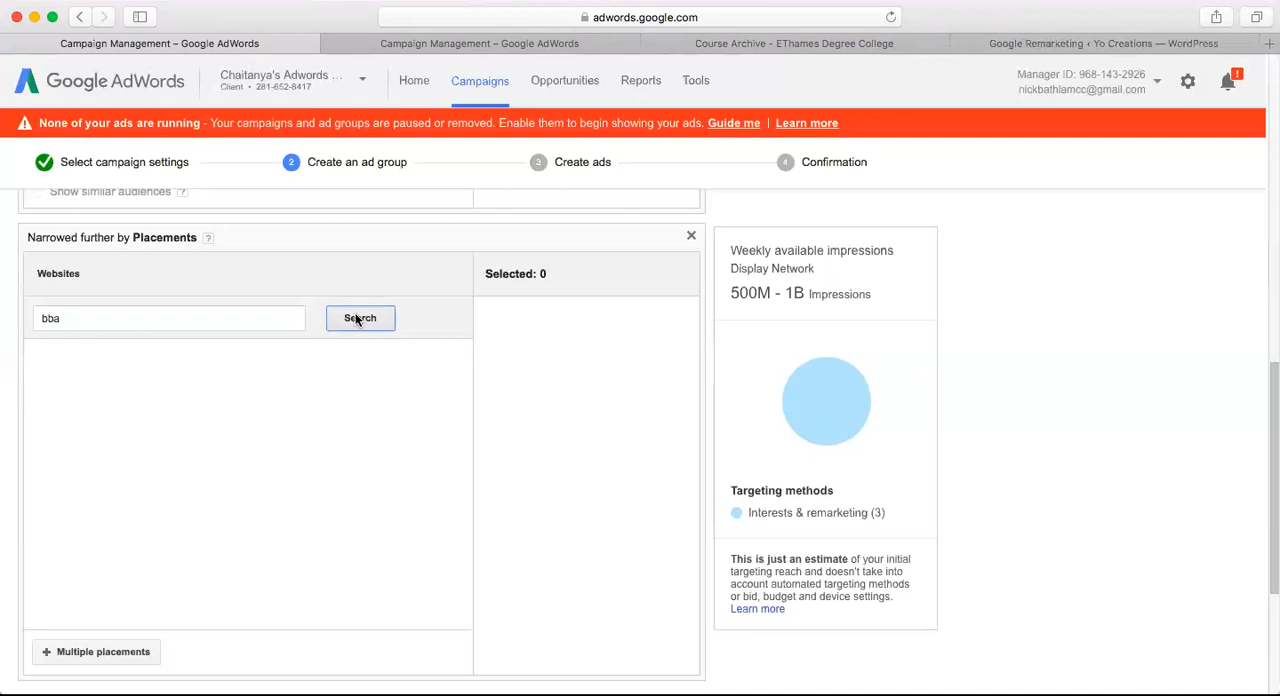 adwords.google.com
Campaign Management – Google AdWords
Campaign Management – Google AdWords
Course Archive - EThames Degree College
Google Remarketing ‹ Yo Creations — WordPress
Google AdWords
Chaitanya's Adwords ...
Client • 281-652-8417
Home
Campaigns
Opportunities
Reports
Tools
Manager ID: 968-143-2926
nickbathlamcc@gmail.com
!
None of your ads are running - Your campaigns and ad groups are paused or removed. Enable them to begin showing your ads. Guide me | Learn more
Select campaign settings
2 Create an ad group
3 Create ads
4 Confirmation
Show similar audiences ?
Narrowed further by Placements ?
Websites
Selected: 0
bba
Search
+ Multiple placements
Weekly available impressions
Display Network
500M - 1B Impressions
Targeting methods
Interests & remarketing (3)
This is just an estimate of your initial
targeting reach and doesn't take into
account automated targeting methods
or bid, budget and device settings.
Learn more